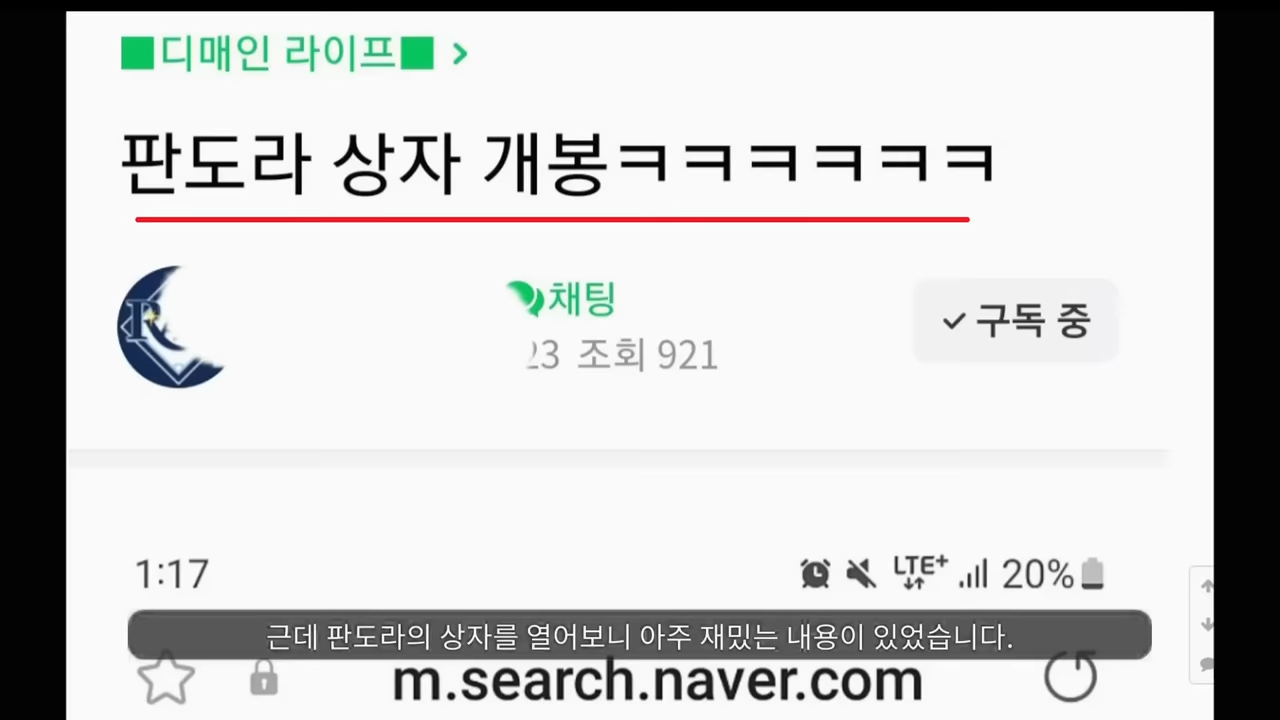 ■디매인 라이프■ >
판도라 상자 개봉ㅋㅋㅋㅋㅋㅋ
채팅
23 조회 921
구독 중
1:17 LTE+ 20%
근데 판도라의 상자를 열어보니 아주 재밌는 내용이 있었습니다.
m.search.naver.com